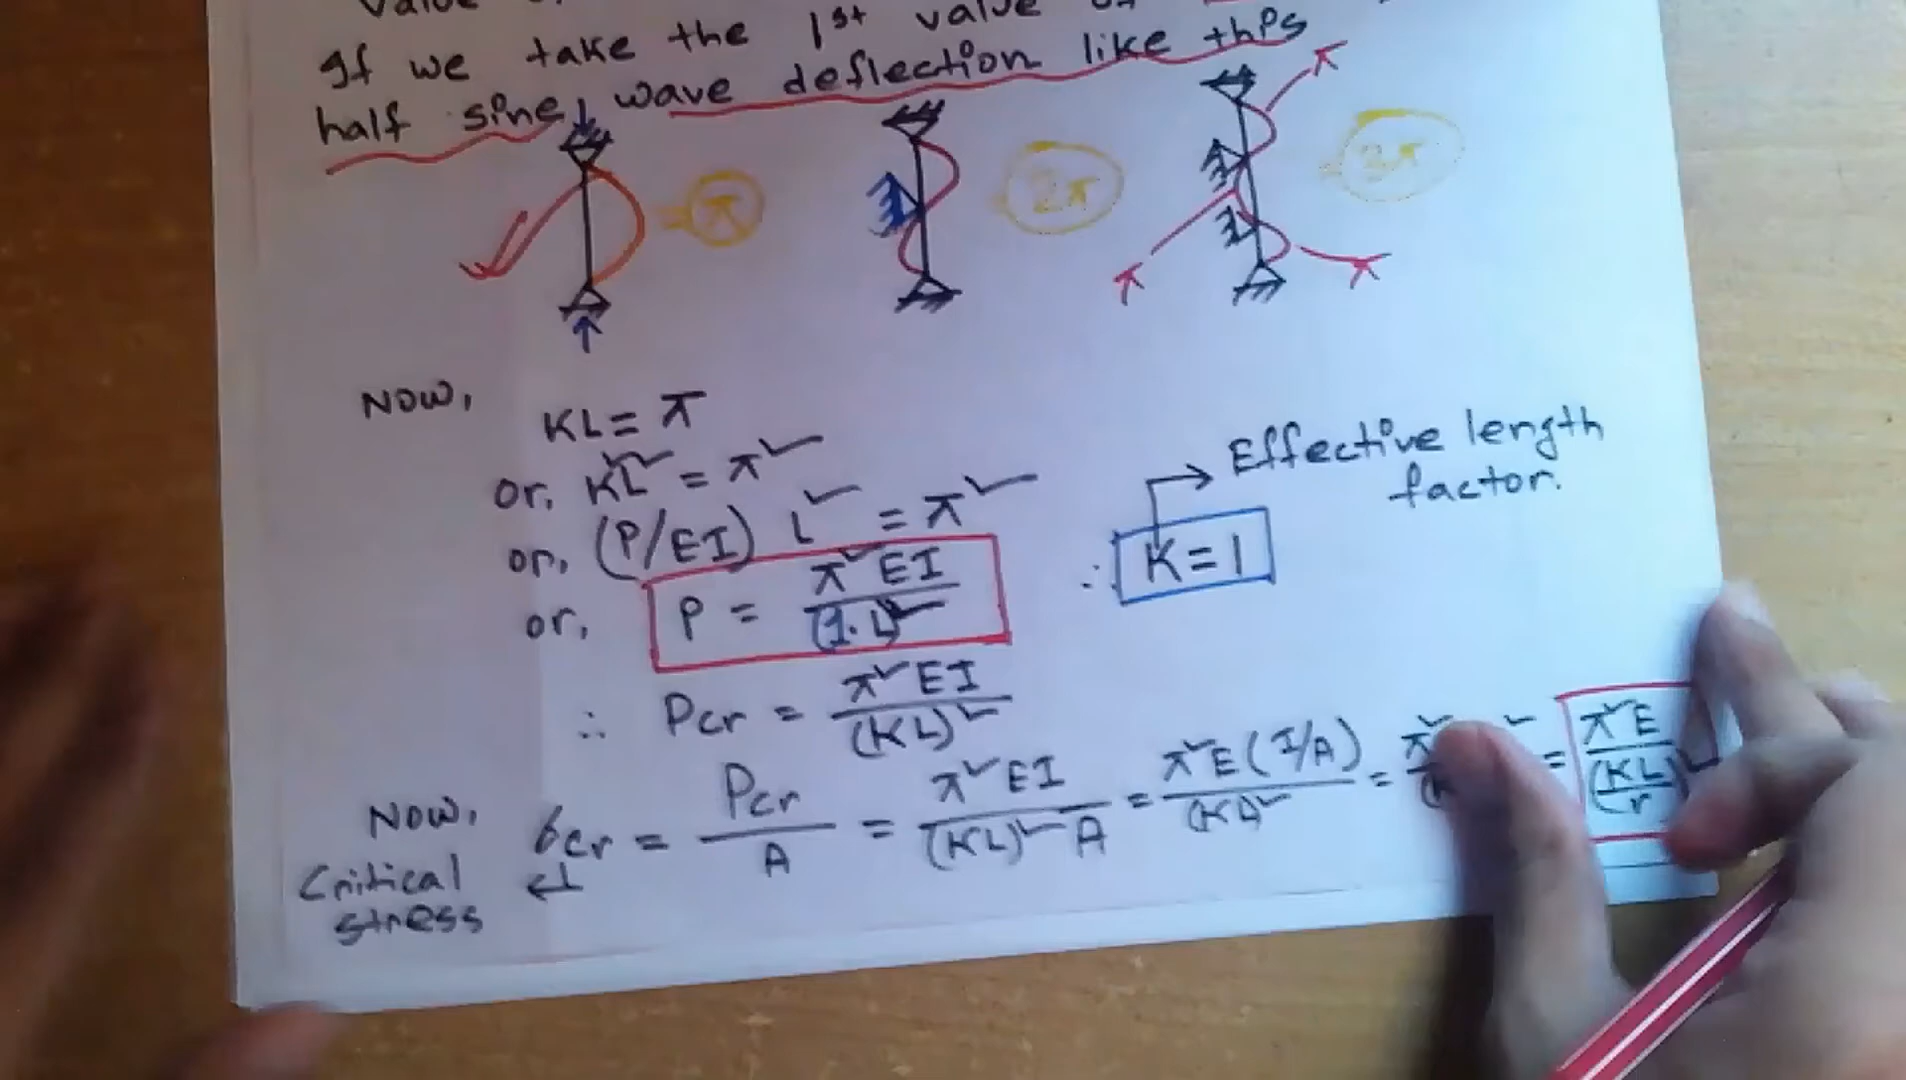 If we take the 1st value
half sine wave deflection like this
π
2π
3π
π
π
π
Now,
KL = π
or, K²L² = π²
or, (P/EI) L² = π²
or, P = π²EI / (1·L)²
∴ K = 1
Effective length
factor.
∴ Pcr = π²EI / (KL)²
Now, σcr = Pcr / A = π²EI / (KL)² A = π²E (I/A) / (KL)² = = π²E / (KL/r)²
Critical
stress